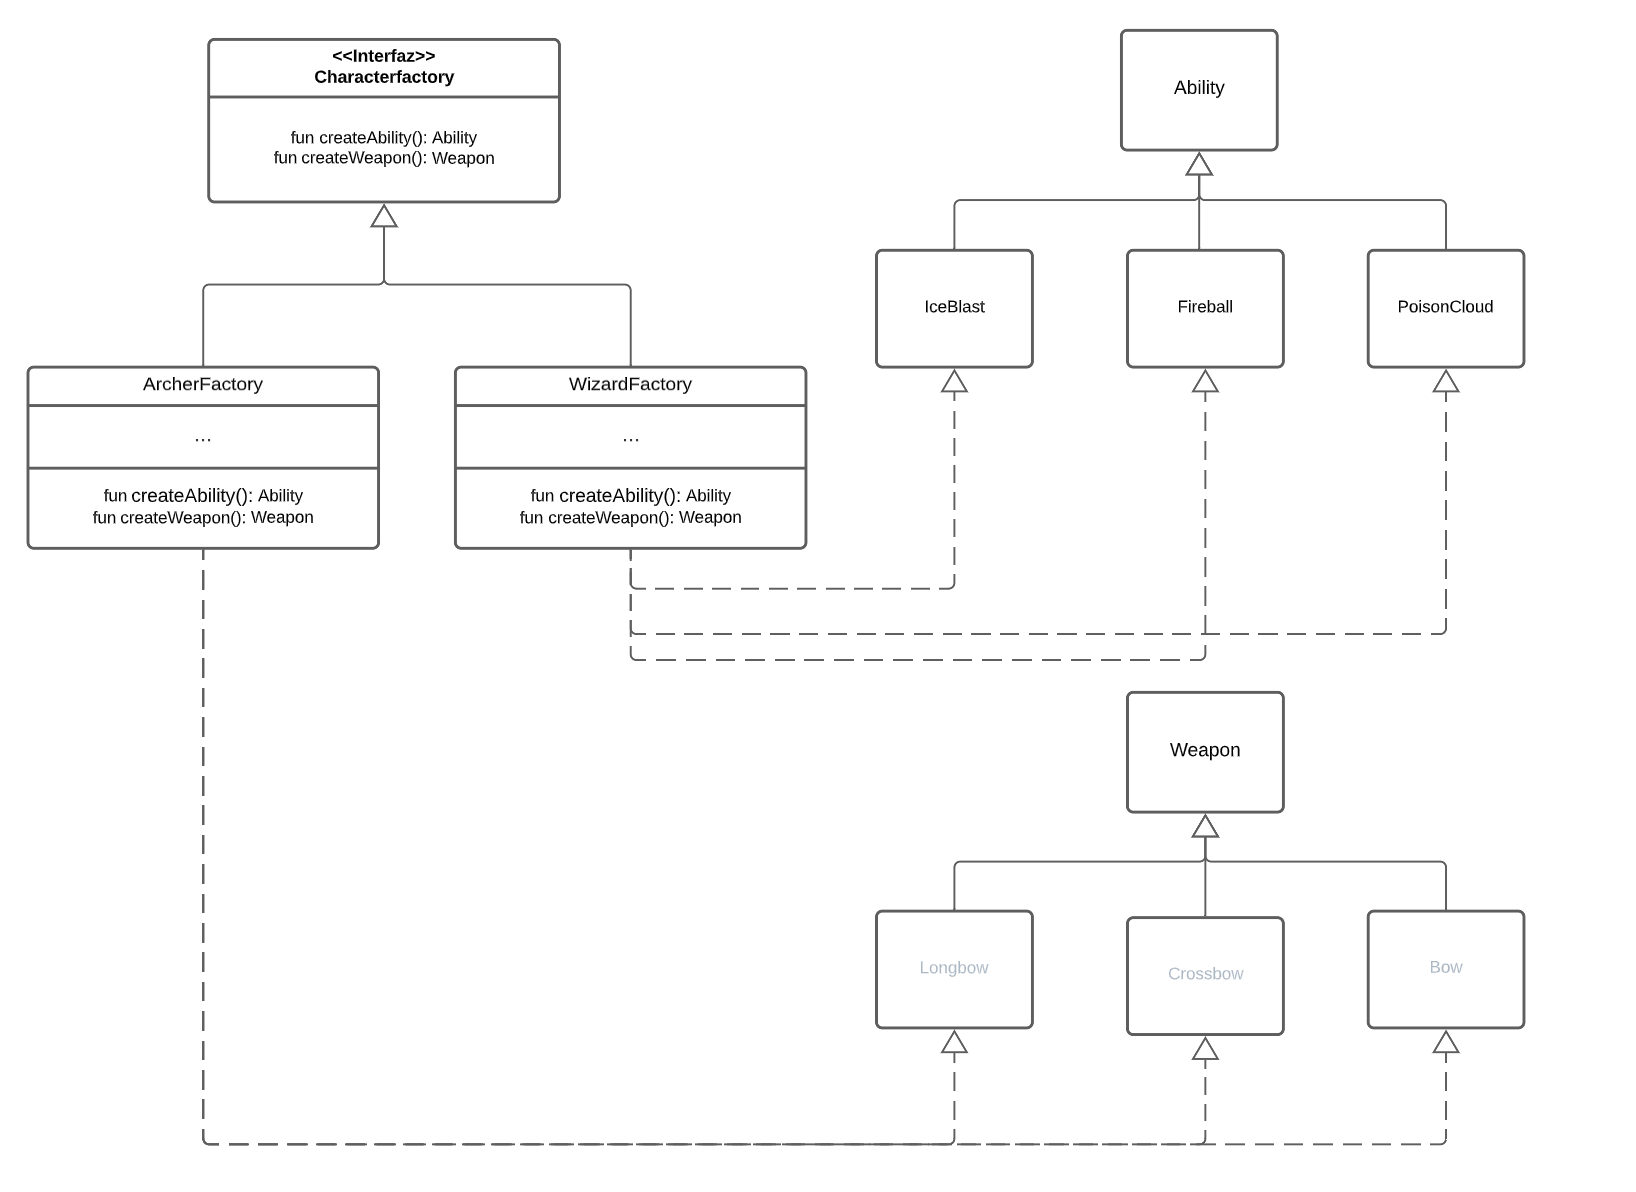 <<Interfaz>>
Characterfactory
fun createAbility(): Ability
fun createWeapon(): Weapon
Ability
IceBlast
Fireball
PoisonCloud
ArcherFactory
...
fun createAbility(): Ability
fun createWeapon(): Weapon
WizardFactory
...
fun createAbility(): Ability
fun createWeapon(): Weapon
Weapon
Longbow
Crossbow
Bow